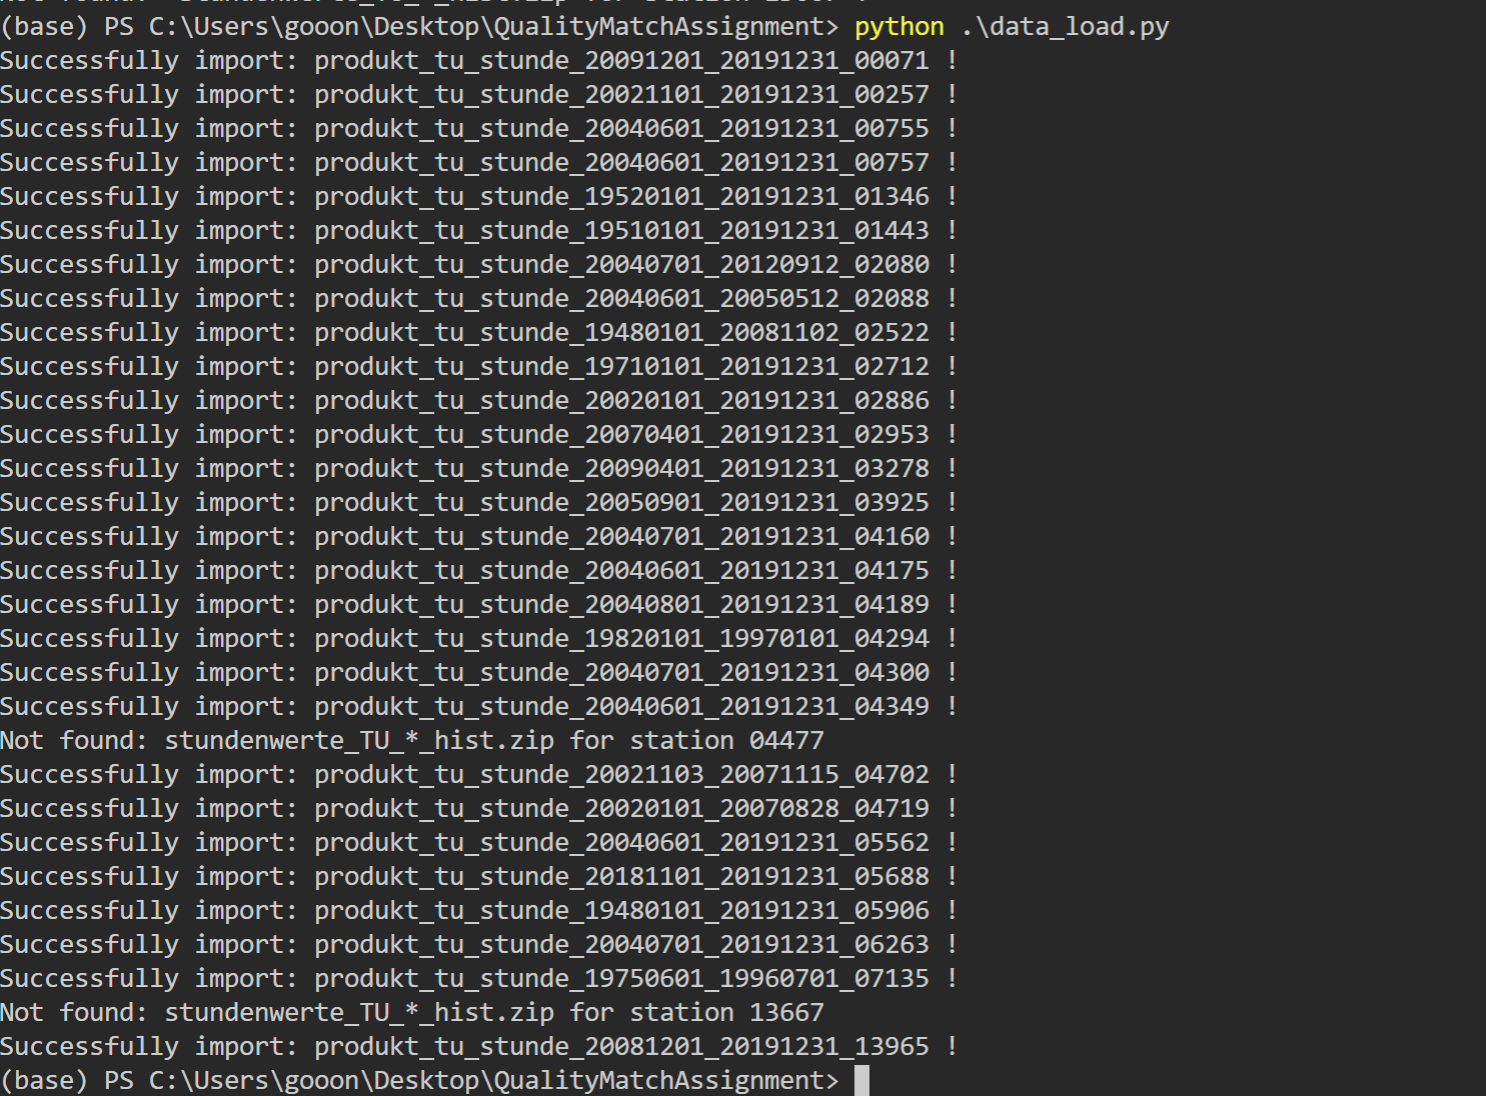 (base) PS C:\Users\gooon\Desktop\QualityMatchAssignment> python .\data_load.py
Successfully import: produkt_tu_stunde_20091201_20191231_00071 !
Successfully import: produkt_tu_stunde_20021101_20191231_00257 !
Successfully import: produkt_tu_stunde_20040601_20191231_00755 !
Successfully import: produkt_tu_stunde_20040601_20191231_00757 !
Successfully import: produkt_tu_stunde_19520101_20191231_01346 !
Successfully import: produkt_tu_stunde_19510101_20191231_01443 !
Successfully import: produkt_tu_stunde_20040701_20120912_02080 !
Successfully import: produkt_tu_stunde_20040601_20050512_02088 !
Successfully import: produkt_tu_stunde_19480101_20081102_02522 !
Successfully import: produkt_tu_stunde_19710101_20191231_02712 !
Successfully import: produkt_tu_stunde_20020101_20191231_02886 !
Successfully import: produkt_tu_stunde_20070401_20191231_02953 !
Successfully import: produkt_tu_stunde_20090401_20191231_03278 !
Successfully import: produkt_tu_stunde_20050901_20191231_03925 !
Successfully import: produkt_tu_stunde_20040701_20191231_04160 !
Successfully import: produkt_tu_stunde_20040601_20191231_04175 !
Successfully import: produkt_tu_stunde_20040801_20191231_04189 !
Successfully import: produkt_tu_stunde_19820101_19970101_04294 !
Successfully import: produkt_tu_stunde_20040701_20191231_04300 !
Successfully import: produkt_tu_stunde_20040601_20191231_04349 !
Not found: stundenwerte_TU_*_hist.zip for station 04477
Successfully import: produkt_tu_stunde_20021103_20071115_04702 !
Successfully import: produkt_tu_stunde_20020101_20070828_04719 !
Successfully import: produkt_tu_stunde_20040601_20191231_05562 !
Successfully import: produkt_tu_stunde_20181101_20191231_05688 !
Successfully import: produkt_tu_stunde_19480101_20191231_05906 !
Successfully import: produkt_tu_stunde_20040701_20191231_06263 !
Successfully import: produkt_tu_stunde_19750601_19960701_07135 !
Not found: stundenwerte_TU_*_hist.zip for station 13667
Successfully import: produkt_tu_stunde_20081201_20191231_13965 !
(base) PS C:\Users\gooon\Desktop\QualityMatchAssignment>